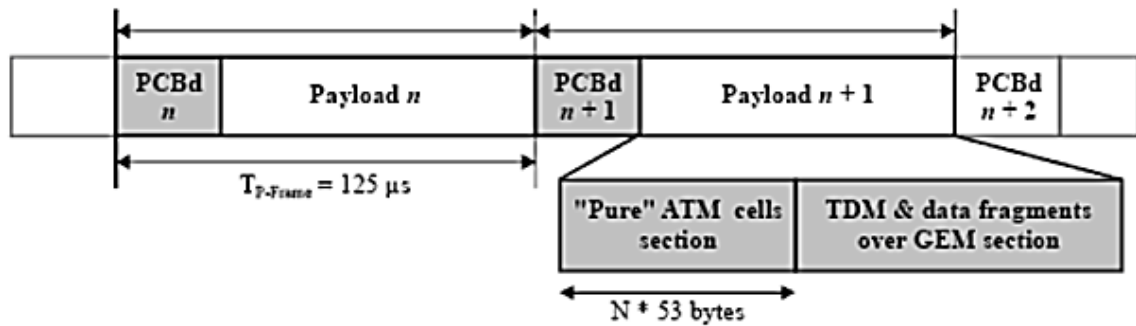 PCBd
n
Payload n
PCBd
n + 1
Payload n + 1
PCBd
n + 2
TP-Frame = 125 μs
"Pure" ATM cells
section
TDM & data fragments
over GEM section
N * 53 bytes